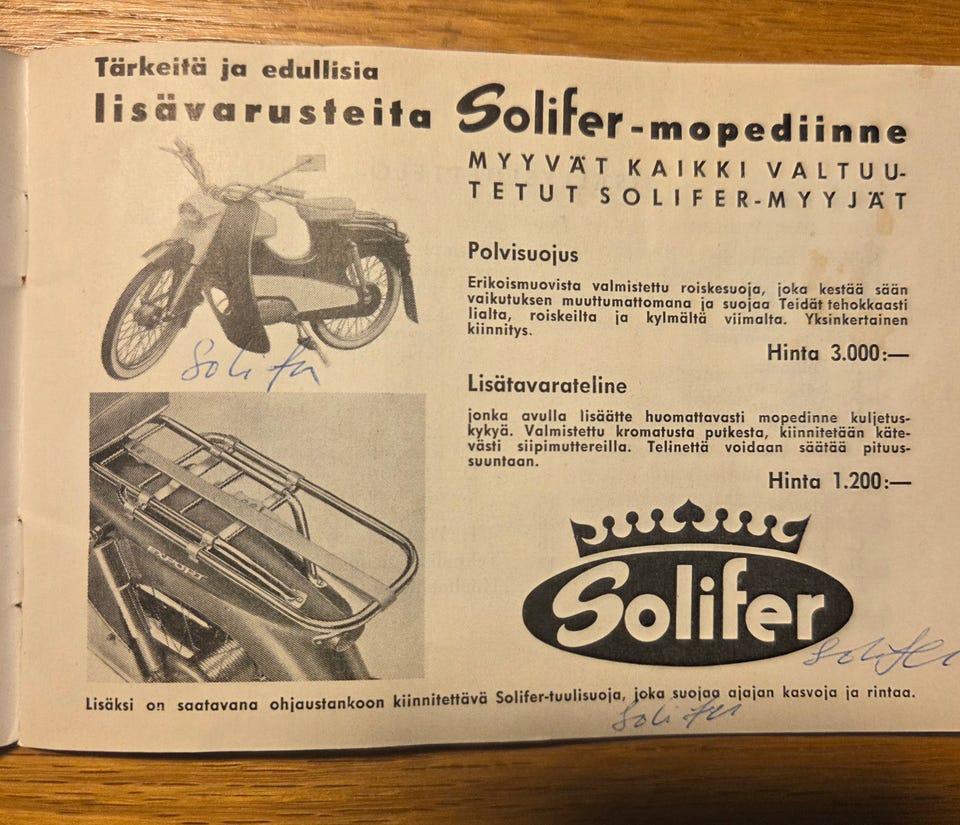 Tärkeitä ja edullisia
lisävarusteita Solifer-mopediinne
MYYVÄT KAIKKI VALTUU-
TETUT SOLIFER-MYYJÄT
Polvisuojus
Erikoismuovista valmistettu roiskesuoja, joka kestää sään
vaikutuksen muuttumattomana ja suojaa Teidät tehokkaasti
lialta, roiskeilta ja kylmältä viimalta. Yksinkertainen
kiinnitys.
Hinta 3.000:—
Solifer
Lisätavarateline
jonka avulla lisäätte huomattavasti mopedinne kuljetus-
kykyä. Valmistettu kromatusta putkesta, kiinnitetään käte-
västi siipimuttereilla. Telinettä voidaan säätää pituus-
suuntaan.
Hinta 1.200:—
EXPORT
Solifer
Solifer
Lisäksi on saatavana ohjaustankoon kiinnitettävä Solifer-tuulisuoja, joka suojaa ajajan kasvoja ja rintaa.
Solifer